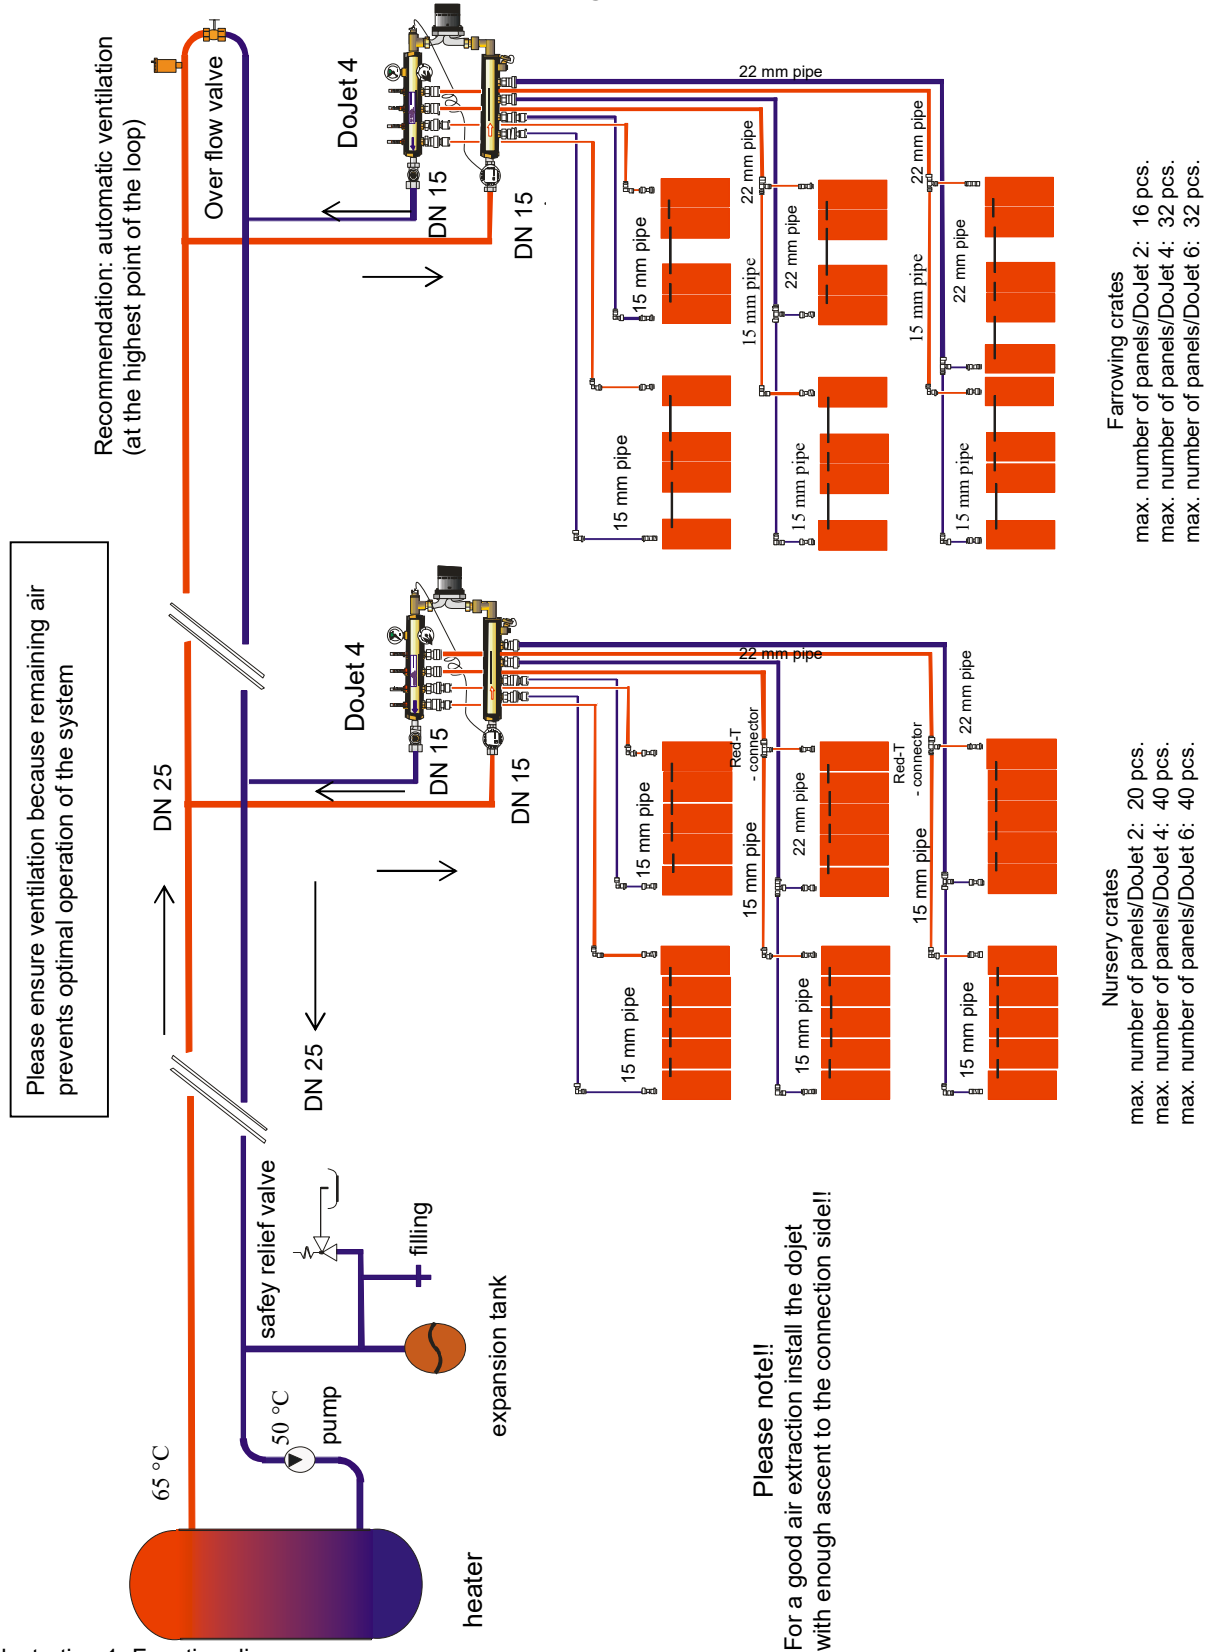 Please ensure ventilation because remaining air
prevents optimal operation of the system
Recommendation: automatic ventilation
(at the highest point of the loop)
Over flow valve
65 °C
DN 25
DN 25
50 °C
pump
safey relief valve
filling
expansion tank
heater
DoJet 4
DN 15
DN 15
22 mm pipe
15 mm pipe
15 mm pipe
Red-T
- connector
22 mm pipe
15 mm pipe
15 mm pipe
Red-T
- connector
22 mm pipe
15 mm pipe
15 mm pipe
DoJet 4
DN 15
DN 15
22 mm pipe
15 mm pipe
15 mm pipe
22 mm pipe
22 mm pipe
15 mm pipe
15 mm pipe
22 mm pipe
22 mm pipe
15 mm pipe
15 mm pipe
Please note!!
For a good air extraction install the dojet
with enough ascent to the connection side!!
Nursery crates
max. number of panels/DoJet 2: 20 pcs.
max. number of panels/DoJet 4: 40 pcs.
max. number of panels/DoJet 6: 40 pcs.
Farrowing crates
max. number of panels/DoJet 2: 16 pcs.
max. number of panels/DoJet 4: 32 pcs.
max. number of panels/DoJet 6: 32 pcs.